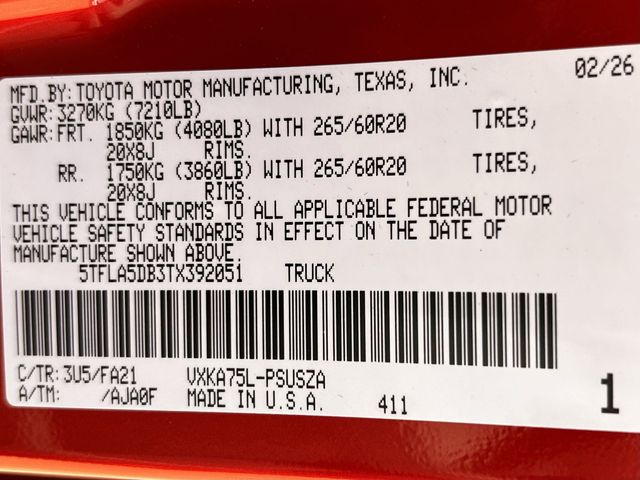 MFD.BY: TOYOTA MOTOR MANUFACTURING, TEXAS, INC. 02/26
GVWR: 3270KG (7210LB)
GAWR: FRT. 1850KG (4080LB) WITH 265/60R20 TIRES,
20X8J RIMS.
RR. 1750KG (3860LB) WITH 265/60R20 TIRES,
20X8J RIMS.
THIS VEHICLE CONFORMS TO ALL APPLICABLE FEDERAL MOTOR
VEHICLE SAFETY STANDARDS IN EFFECT ON THE DATE OF
MANUFACTURE SHOWN ABOVE.
5TFLA5DB3TX392051 TRUCK
C/TR: 3U5/FA21 VXKA75L-PSUSZA
A/TM: /AJA0F MADE IN U.S.A. 411 1